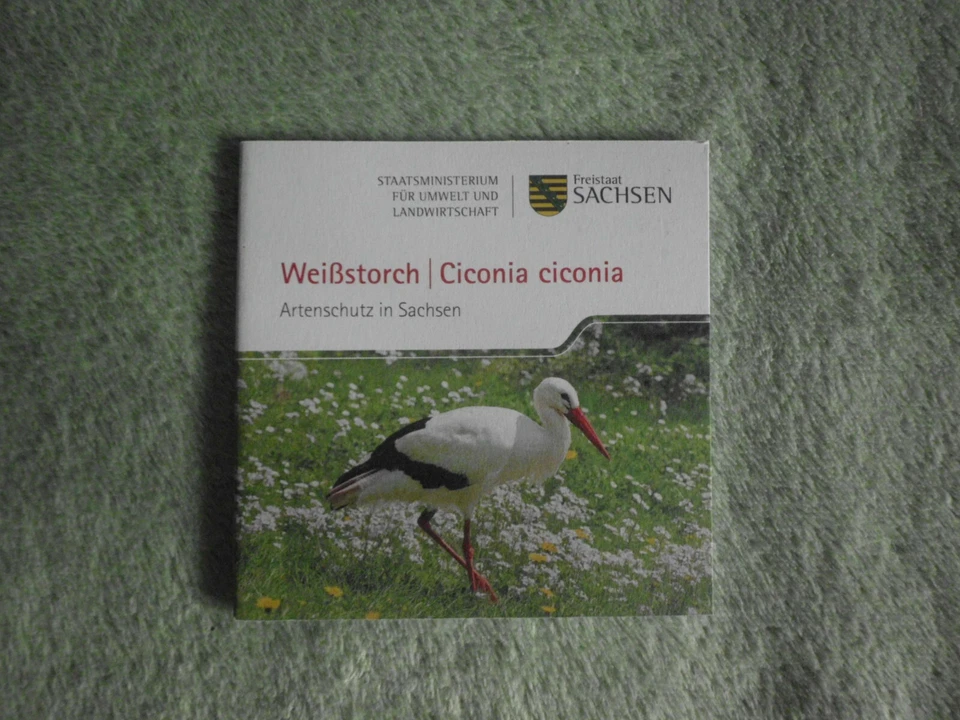 STAATSMINISTERIUM
FÜR UMWELT UND
LANDWIRTSCHAFT
Freistaat
SACHSEN
Weißstorch | Ciconia ciconia
Artenschutz in Sachsen